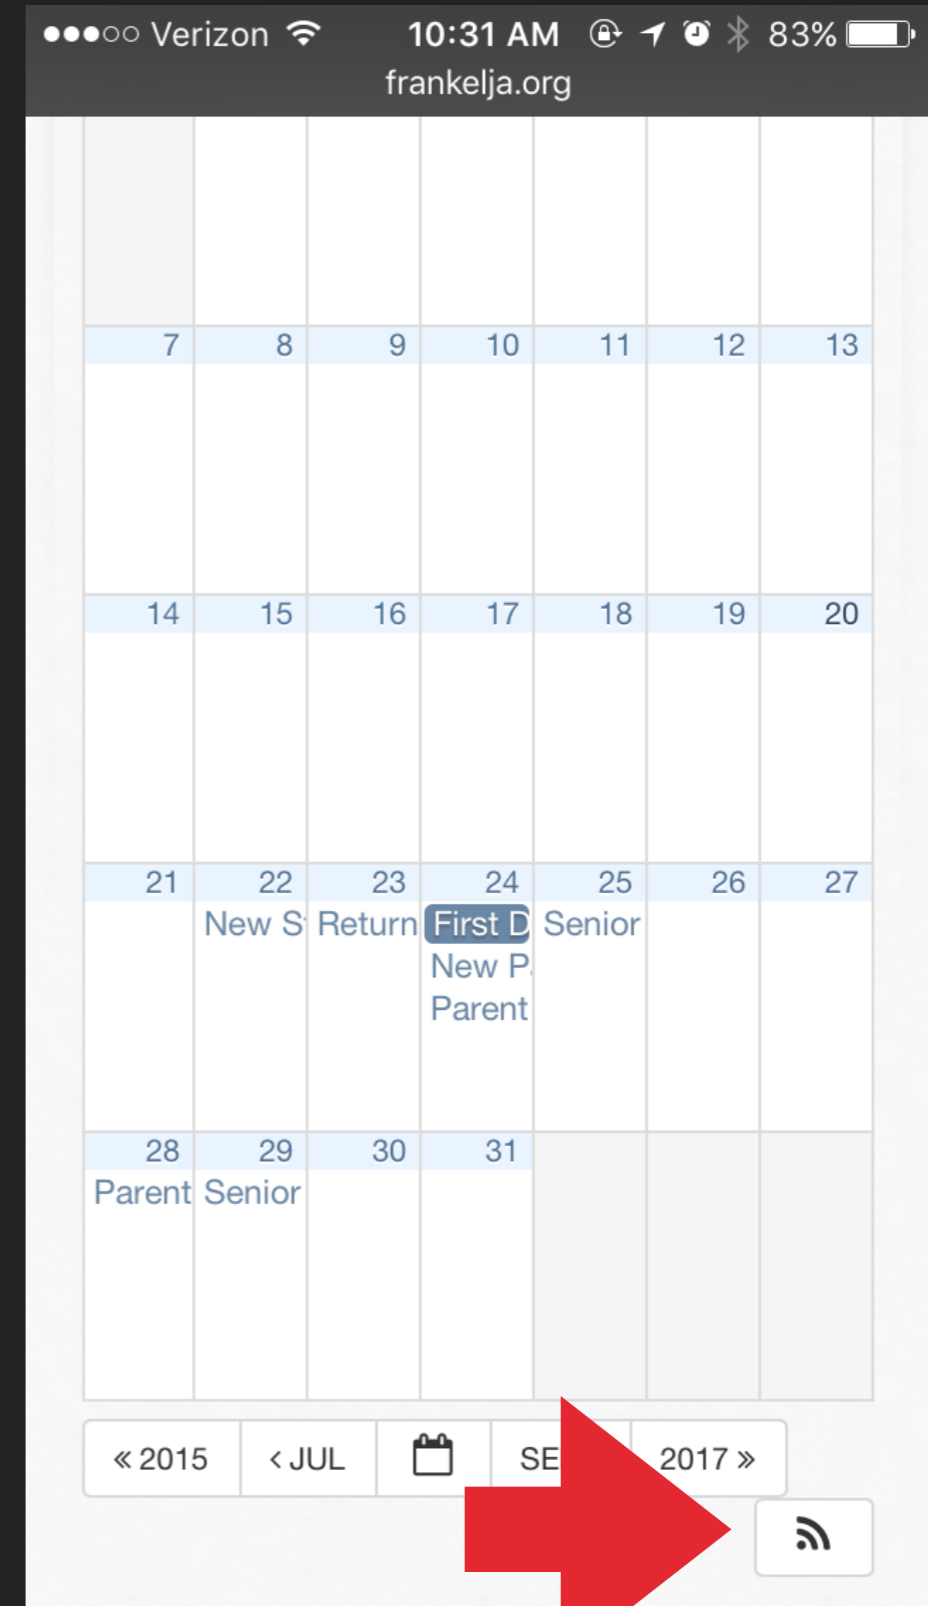 Verizon 10:31 AM 83%
frankelja.org
7 8 9 10 11 12 13
14 15 16 17 18 19 20
21 22 23 24 25 26 27
New S Return First D Senior
New P
Parent
28 29 30 31
Parent Senior
« 2015 ‹ JUL SE 2017 »